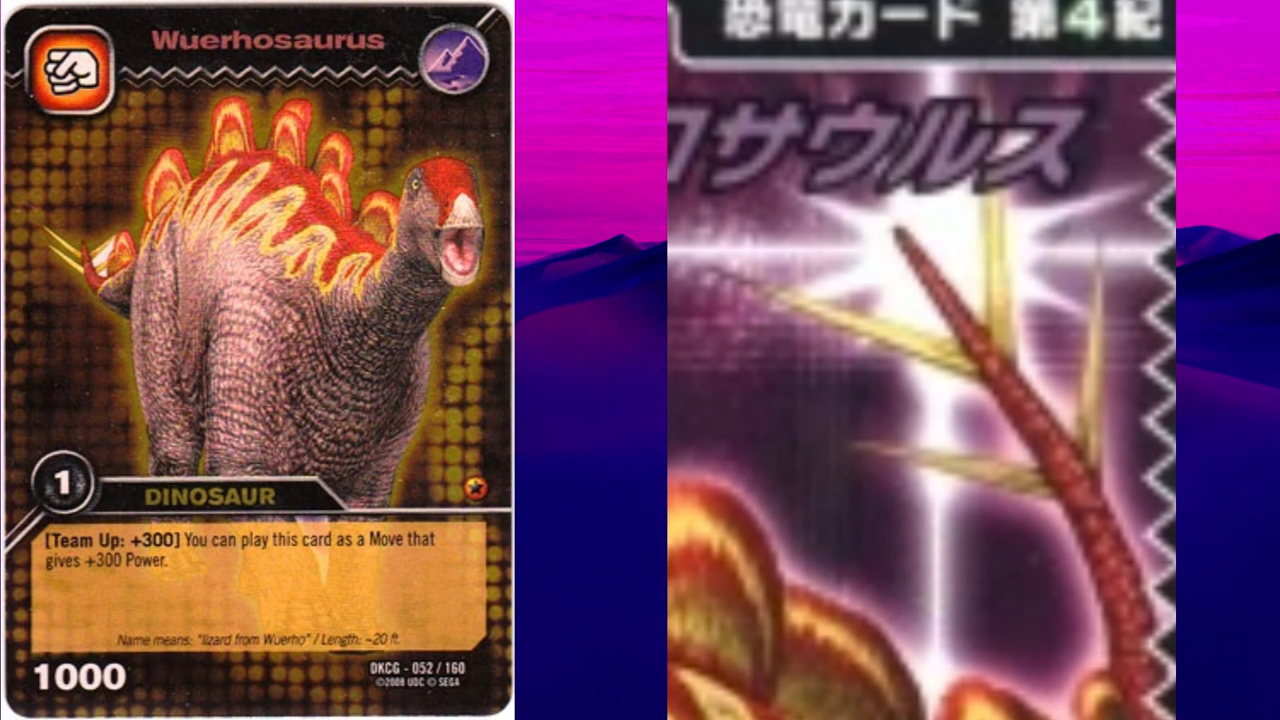 Wuerhosaurus
1
DINOSAUR
[Team Up: +300] You can play this card as a Move that
gives +300 Power.
Name means: "lizard from Wuerho" / Length: ~20 ft.
1000
DKCG - 052 / 160
©2008 UDC © SEGA
恐竜カード 第4紀
ロサウルス